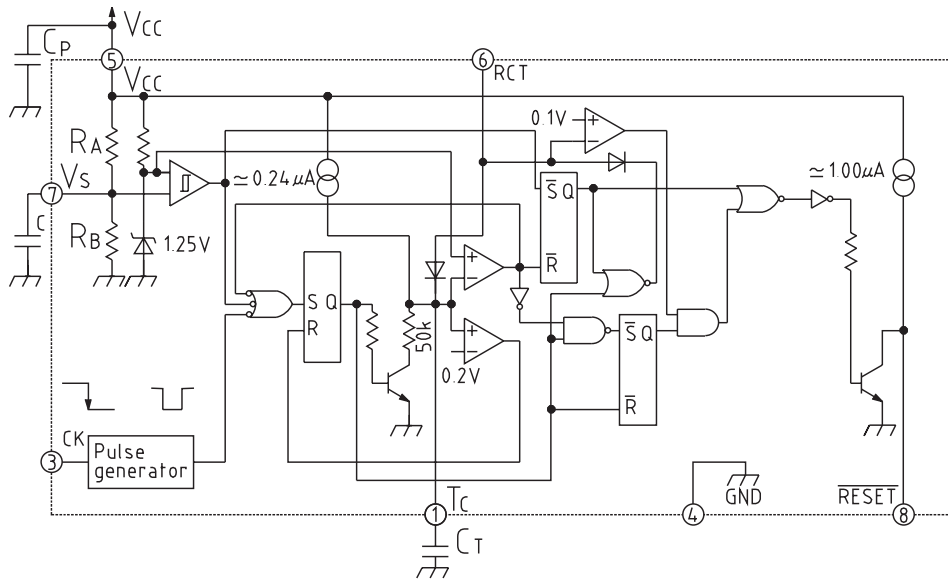 VCC
CP
5
6
RCT
VCC
0.1V
RA
VS
7
≃0.24μA
≃1.00μA
S̅ Q
C
RB
1.25V
R̅
S Q
R
50k
S̅ Q
0.2V
R̅
CK
3
Pulse
generator
TC
GND
R̅E̅S̅E̅T̅
1
4
8
CT